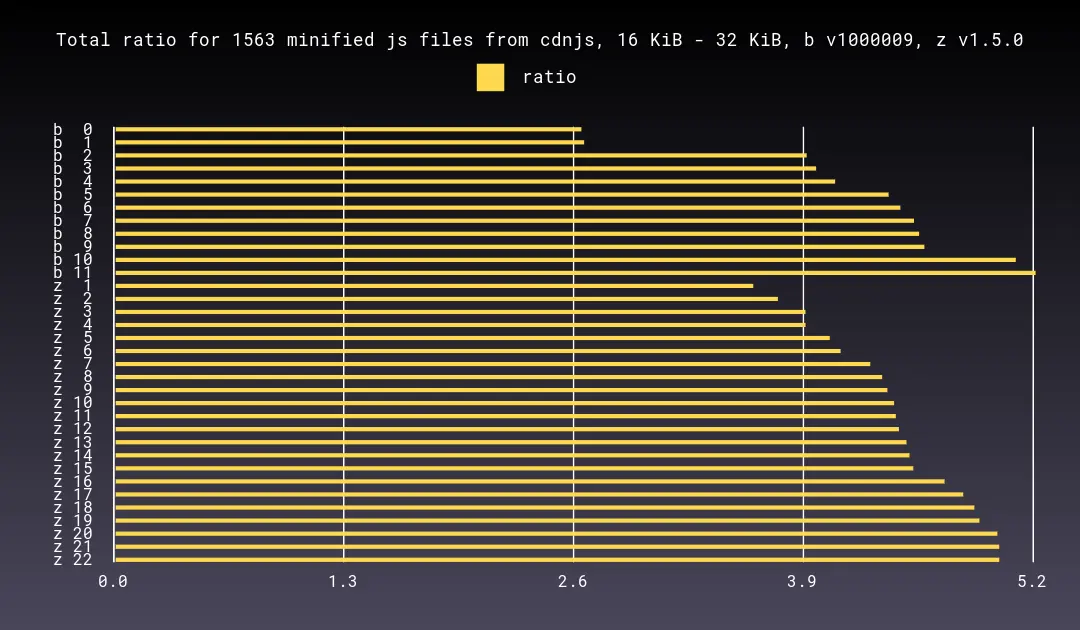 Total ratio for 1563 minified js files from cdnjs, 16 KiB - 32 KiB, b v1000009, z v1.5.0
ratio
b 0
b 1
b 2
b 3
b 4
b 5
b 6
b 7
b 8
b 9
b 10
b 11
z 1
z 2
z 3
z 4
z 5
z 6
z 7
z 8
z 9
z 10
z 11
z 12
z 13
z 14
z 15
z 16
z 17
z 18
z 19
z 20
z 21
z 22
0.0 1.3 2.6 3.9 5.2